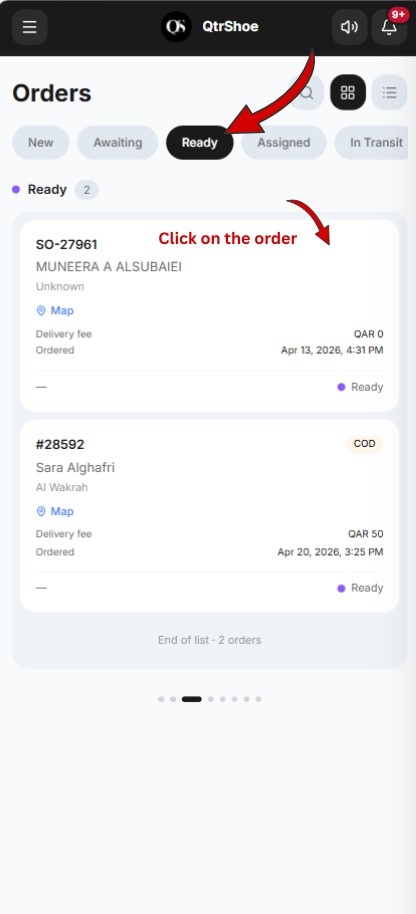 9+
QS QtrShoe
Orders
New Awaiting Ready Assigned In Transit
Ready 2
Click on the order
SO-27961
MUNEERA A ALSUBAIEI
Unknown
Map
Delivery fee QAR 0
Ordered Apr 13, 2026, 4:31 PM
— Ready
#28592 COD
Sara Alghafri
Al Wakrah
Map
Delivery fee QAR 50
Ordered Apr 20, 2026, 3:25 PM
— Ready
End of list · 2 orders